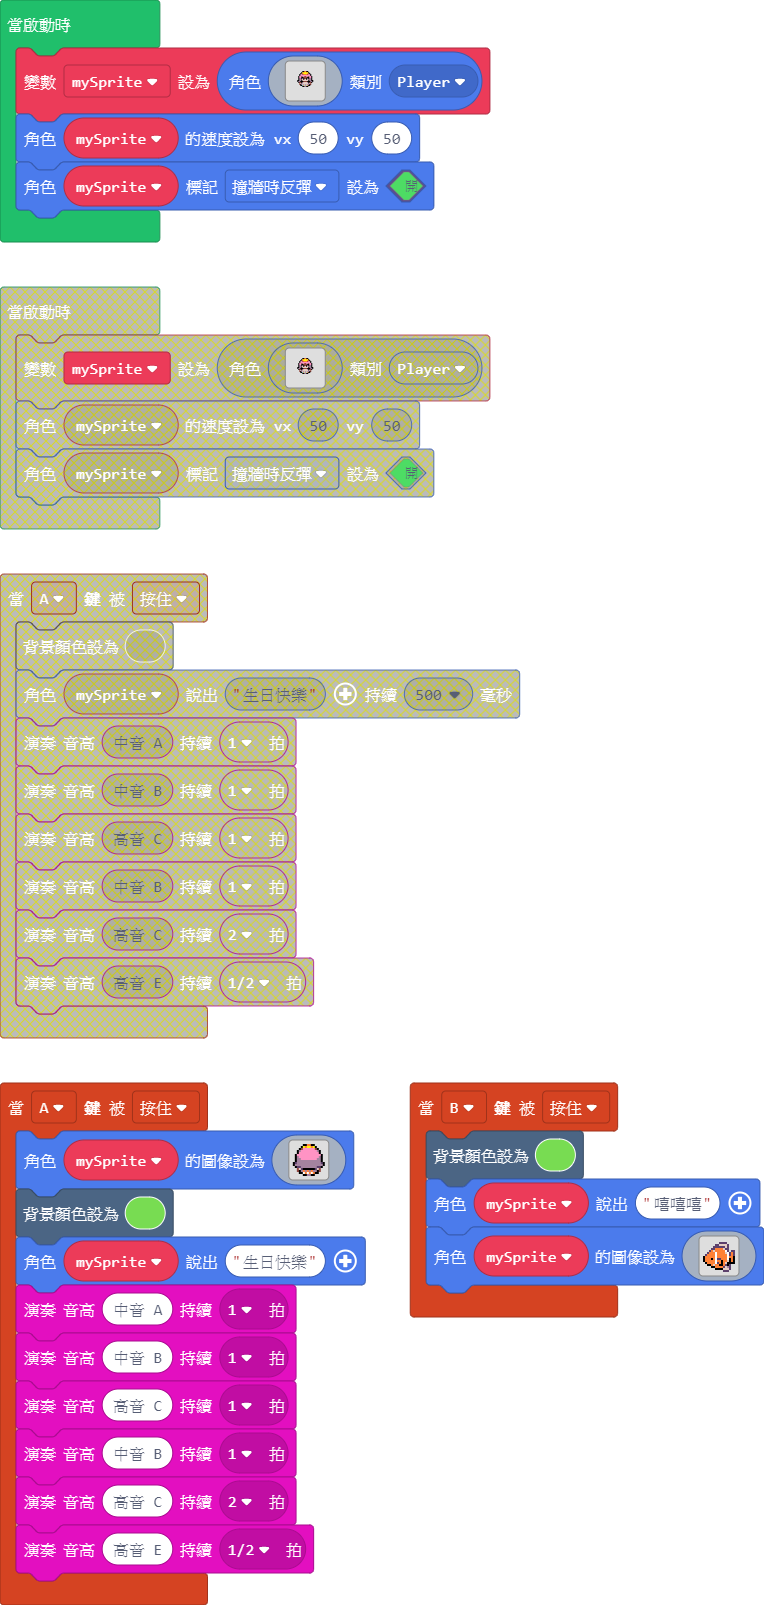 當啟動時
變數 mySprite 設為 角色 類別 Player
角色 mySprite 的速度設為 vx 50 vy 50
角色 mySprite 標記 撞牆時反彈 設為 開
當啟動時
變數 mySprite 設為 角色 類別 Player
角色 mySprite 的速度設為 vx 50 vy 50
角色 mySprite 標記 撞牆時反彈 設為 開
當 A 鍵 被 按住
背景顏色設為
角色 mySprite 說出 "生日快樂" 持續 500 毫秒
演奏 音高 中音 A 持續 1 拍
演奏 音高 中音 B 持續 1 拍
演奏 音高 高音 C 持續 1 拍
演奏 音高 中音 B 持續 1 拍
演奏 音高 高音 C 持續 2 拍
演奏 音高 高音 E 持續 1/2 拍
當 A 鍵 被 按住
角色 mySprite 的圖像設為
背景顏色設為
角色 mySprite 說出 "生日快樂"
演奏 音高 中音 A 持續 1 拍
演奏 音高 中音 B 持續 1 拍
演奏 音高 高音 C 持續 1 拍
演奏 音高 中音 B 持續 1 拍
演奏 音高 高音 C 持續 2 拍
演奏 音高 高音 E 持續 1/2 拍
當 B 鍵 被 按住
背景顏色設為
角色 mySprite 說出 "嘻嘻嘻"
角色 mySprite 的圖像設為